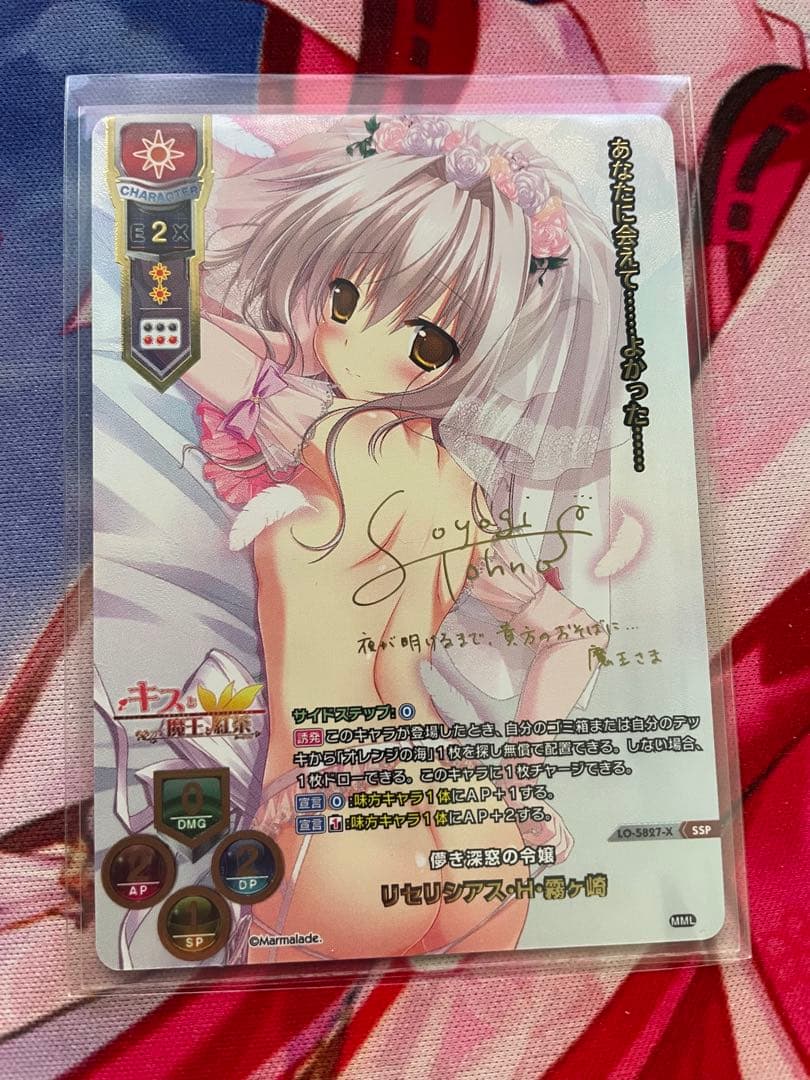 CHARACTER
E 2 X
あなたに会えて……よかった……
Soyogi
Tohno
夜が明けるまで、貴方のおそばに…
魔王さま
キスと
魔王と紅茶
サイドステップ:0
誘発 このキャラが登場したとき、自分のゴミ箱または自分のデッ
キから「オレンジの海」1枚を探し無償で配置できる。しない場合、
1枚ドローできる。このキャラに1枚チャージできる。
宣言 0:味方キャラ1体にAP+1する。
宣言 T:味方キャラ1体にAP+2する。
0
DMG
2
AP
2
DP
1
SP
LO-5827-X SSP
儚き深窓の令嬢
リセリシアス・H・霧ヶ崎
©Marmalade.
MML